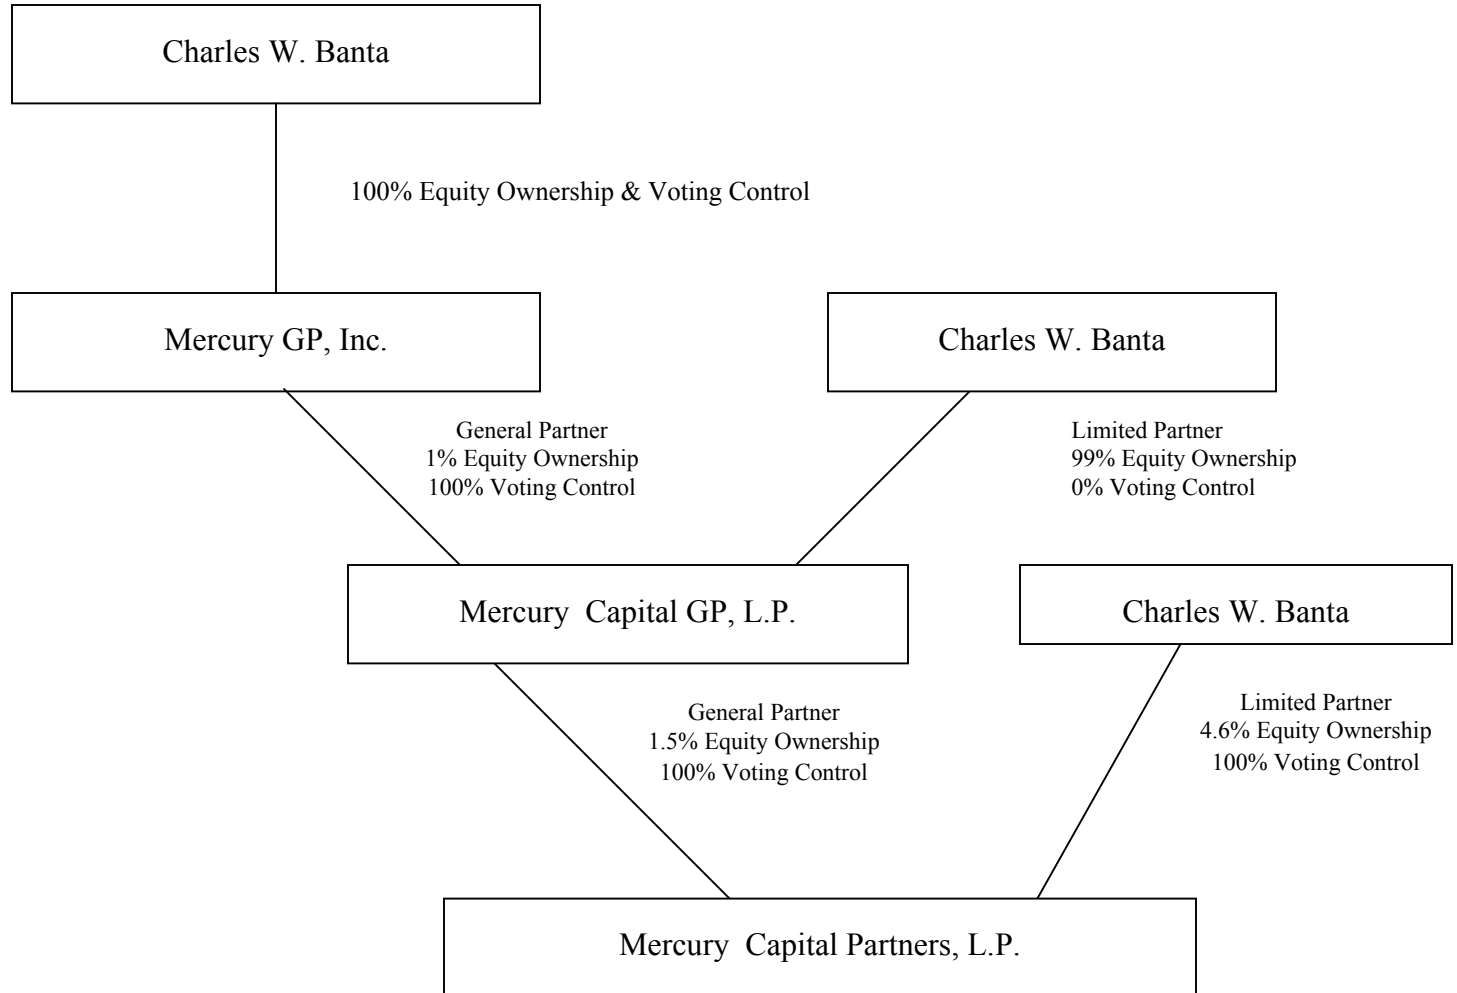 Charles W. Banta
100% Equity Ownership & Voting Control
Mercury GP, Inc.
Charles W. Banta
General Partner
1% Equity Ownership
100% Voting Control
Limited Partner
99% Equity Ownership
0% Voting Control
Mercury Capital GP, L.P.
Charles W. Banta
General Partner
1.5% Equity Ownership
100% Voting Control
Limited Partner
4.6% Equity Ownership
100% Voting Control
Mercury Capital Partners, L.P.